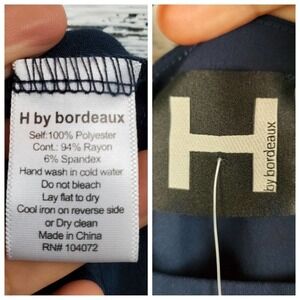 H by bordeaux
Self:100% Polyester
Cont.: 94% Rayon
6% Spandex
Hand wash in cold water
Do not bleach
Lay flat to dry
Cool iron on reverse side
or Dry clean
Made in China
RN# 104072
H
by bordeaux